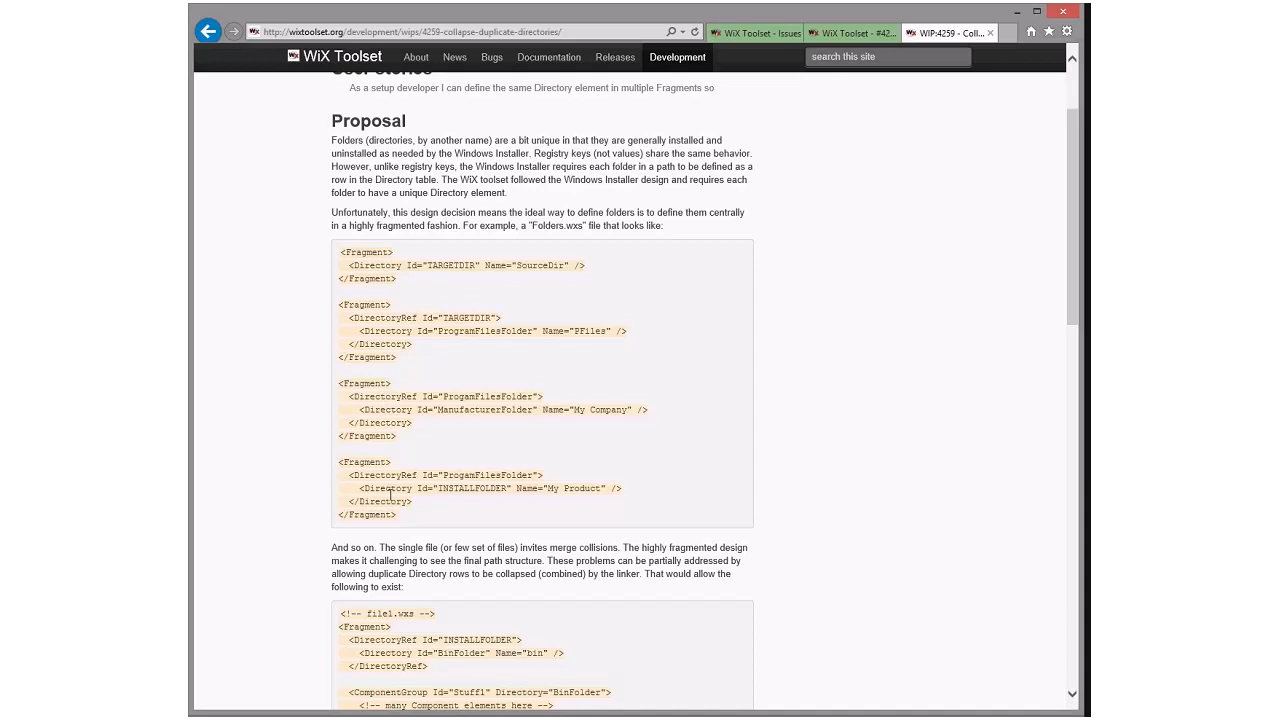 http://wixtoolset.org/development/wips/4259-collapse-duplicate-directories/
WiX Toolset - Issues
WiX Toolset - #42...
WIP:4259 - Coll...
WiX Toolset
About
News
Bugs
Documentation
Releases
Development
search this site
User stories
As a setup developer I can define the same Directory element in multiple Fragments so
Proposal
Folders (directories, by another name) are a bit unique in that they are generally installed and
uninstalled as needed by the Windows Installer. Registry keys (not values) share the same behavior.
However, unlike registry keys, the Windows Installer requires each folder in a path to be defined as a
row in the Directory table. The WiX toolset followed the Windows Installer design and requires each
folder to have a unique Directory element.
Unfortunately, this design decision means the ideal way to define folders is to define them centrally
in a highly fragmented fashion. For example, a "Folders.wxs" file that looks like:
<Fragment>
<Directory Id="TARGETDIR" Name="SourceDir" />
</Fragment>
<Fragment>
<DirectoryRef Id="TARGETDIR">
<Directory Id="ProgramFilesFolder" Name="PFiles" />
</Directory>
</Fragment>
<Fragment>
<DirectoryRef Id="ProgamFilesFolder">
<Directory Id="ManufacturerFolder" Name="My Company" />
</Directory>
</Fragment>
<Fragment>
<DirectoryRef Id="ProgamFilesFolder">
<Directory Id="INSTALLFOLDER" Name="My Product" />
</Directory>
</Fragment>
And so on. The single file (or few set of files) invites merge collisions. The highly fragmented design
makes it challenging to see the final path structure. These problems can be partially addressed by
allowing duplicate Directory rows to be collapsed (combined) by the linker. That would allow the
following to exist:
<!-- file1.wxs -->
<Fragment>
<DirectoryRef Id="INSTALLFOLDER">
<Directory Id="BinFolder" Name="bin" />
</DirectoryRef>
<ComponentGroup Id="Stuff1" Directory="BinFolder">
<!-- many Component elements here -->